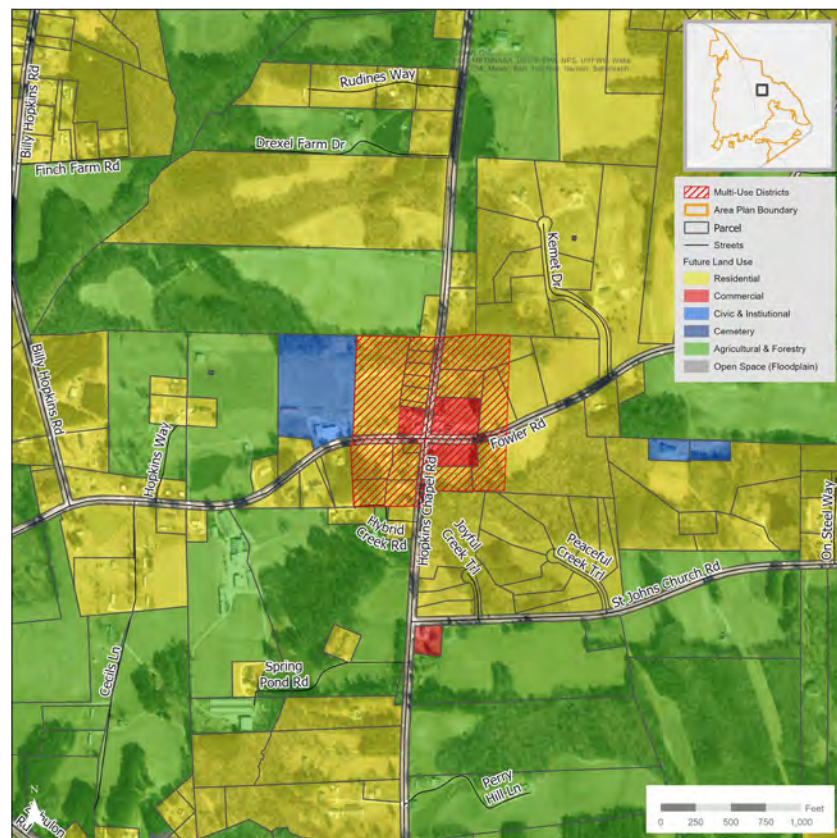 Billy Hopkins Rd
Rudines Way
Drexel Farm Dr
Finch Farm Rd
Kemet Dr
Multi-Use Districts
Area Plan Boundary
Parcel
Streets
Future Land Use
Residential
Commercial
Civic & Instiutional
Cemetery
Agricultural & Forestry
Open Space (Floodplain)
Billy Hopkins Rd
Hopkins Way
Fowler Rd
Hopkins Chapel Rd
Hybrid
Creek Rd
Joyful
Creek Trl
Peaceful
Creek Trl
On Steel Way
St Johns Church Rd
Cecils Ln
Spring
Pond Rd
Perry
Hill Ln
N
Rd
Feet
0 250 500 750 1,000